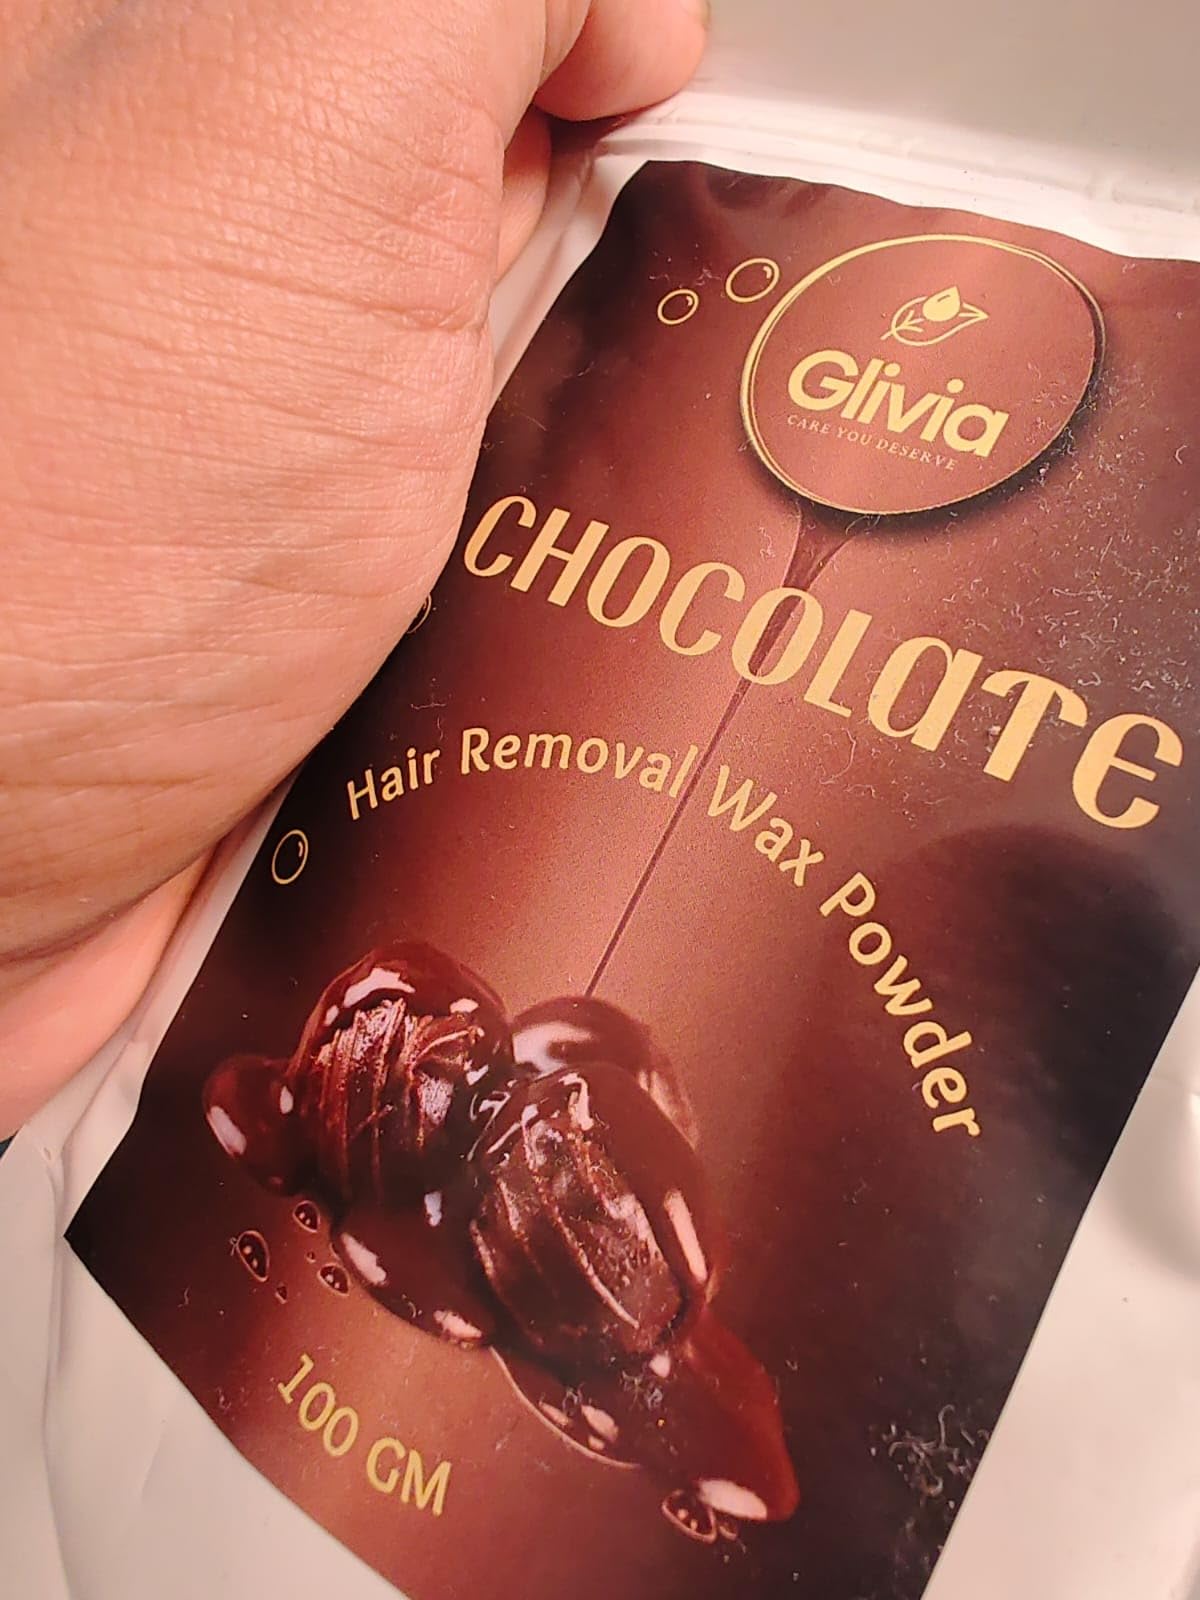 Glivia
CARE YOU DESERVE
CHOCOLATE
Hair Removal Wax Powder
100 GM